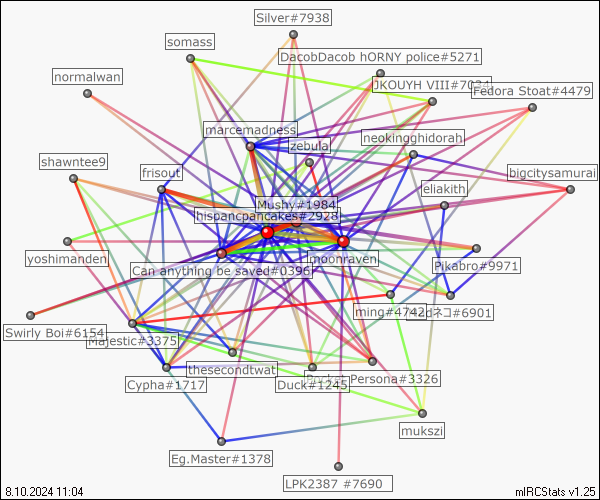 Silver#7938
somass
DacobDacob hORNY police#5271
normalwan
JKOUYH VIII#7024
Fedora Stoat#4479
marcemadness
neokingghidorah
zebula
shawntee9
frisout
bigcitysamurai
eliakith
Mushy#1984
hispancpancakes#2928
yoshimanden
moonraven
Can anything be saved#0396
Pikabro#9971
Swirly Boi#6154
ming#4742
#6901
Majestic#3375
thesecondtwat
Cypha#1717
Duck#1245
Persona#3326
mukszi
Eg.Master#1378
LPK2387 #7690
8.10.2024 11:04
mIRCStats v1.25